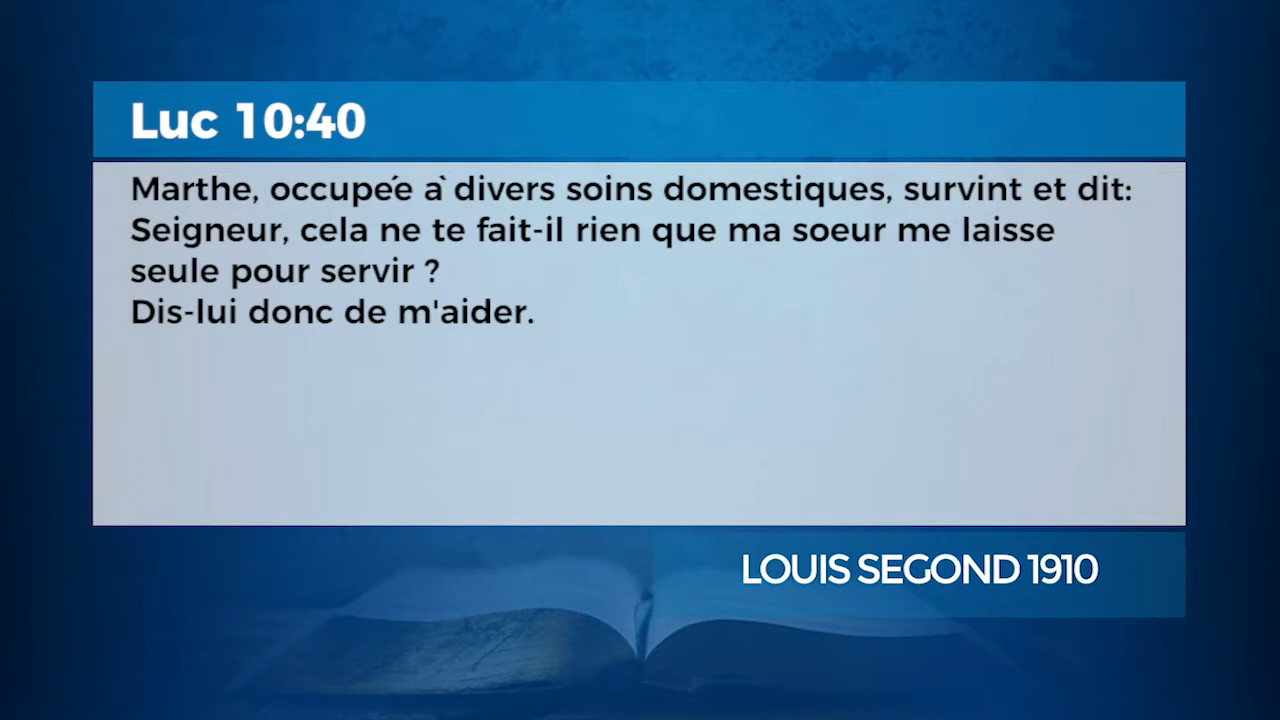 Luc 10:40
Marthe, occupée à divers soins domestiques, survint et dit:
Seigneur, cela ne te fait-il rien que ma soeur me laisse
seule pour servir ?
Dis-lui donc de m'aider.
LOUIS SEGOND 1910